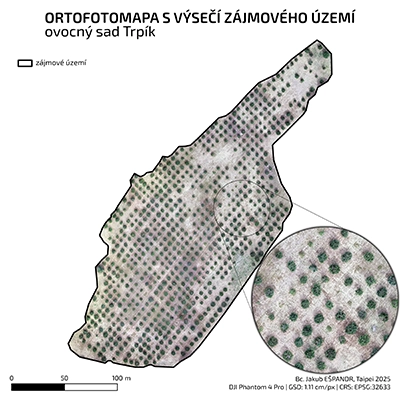 ORTOFOTOMAPA S VÝSEČÍ ZÁJMOVÉHO ÚZEMÍ
ovocný sad Trpík
zájmové území
Bc. Jakub EŠPANDR, Taipei 2025
0 50 100 m
DJI Phantom 4 Pro | GSD: 1.11 cm/px | CRS: EPSG:32633